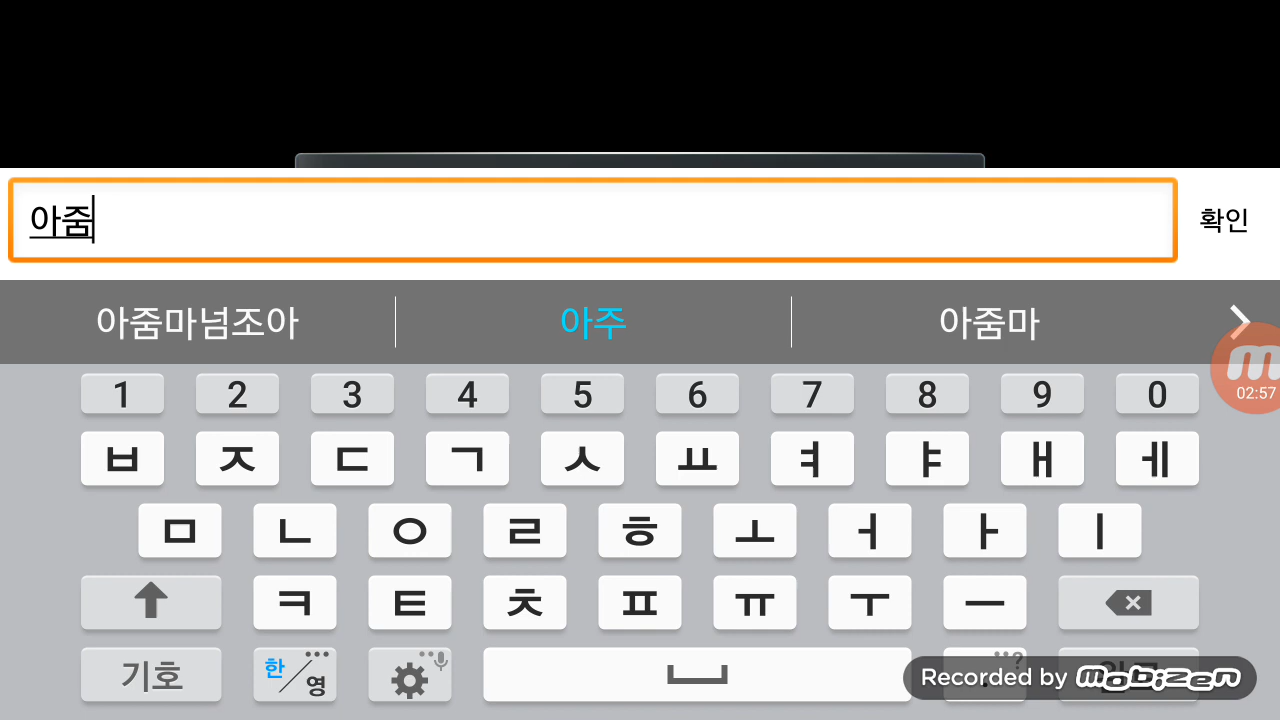 아줌
확인
아줌마넘조아 아주 아줌마
02:57
1 2 3 4 5 6 7 8 9 0
ㅂ ㅈ ㄷ ㄱ ㅅ ㅛ ㅕ ㅑ ㅐ ㅔ
ㅁ ㄴ ㅇ ㄹ ㅎ ㅗ ㅓ ㅏ ㅣ
ㅋ ㅌ ㅊ ㅍ ㅠ ㅜ ㅡ
기호 한/영
Recorded by mobizen